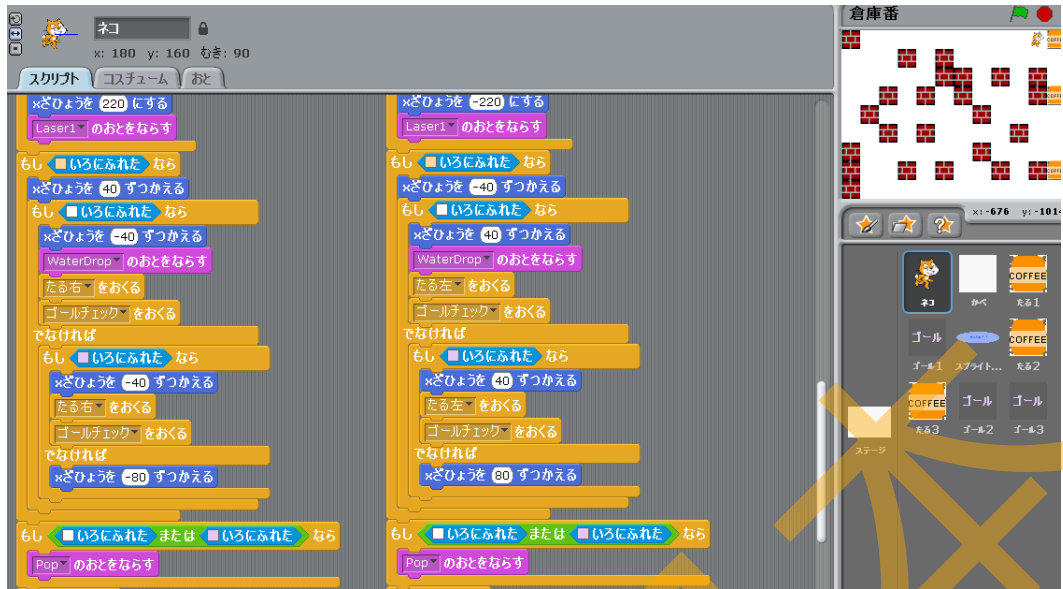 ネコ
x: 180 y: 160 むき: 90
スクリプト コスチューム おと
xざひょうを 220 にする
Laser1 のおとをならす
もし いろにふれた なら
xざひょうを 40 ずつかえる
もし いろにふれた なら
xざひょうを -40 ずつかえる
WaterDrop のおとをならす
たる右 をおくる
ゴールチェック をおくる
でなければ
もし いろにふれた なら
xざひょうを -40 ずつかえる
たる右 をおくる
ゴールチェック をおくる
でなければ
xざひょうを -80 ずつかえる
もし いろにふれた または いろにふれた なら
Pop のおとをならす
xざひょうを -220 にする
Laser1 のおとをならす
もし いろにふれた なら
xざひょうを -40 ずつかえる
もし いろにふれた なら
xざひょうを 40 ずつかえる
WaterDrop のおとをならす
たる左 をおくる
ゴールチェック をおくる
でなければ
もし いろにふれた なら
xざひょうを 40 ずつかえる
たる左 をおくる
ゴールチェック をおくる
でなければ
xざひょうを 80 ずつかえる
もし いろにふれた または いろにふれた なら
Pop のおとをならす
倉庫番
x: -676 y: -1014
COFFEE
ネコ かべ たる1
ゴール COFFEE
ゴール1 スプライト... たる2
COFFEE ゴール ゴール
たる3 ゴール2 ゴール3
ステージ